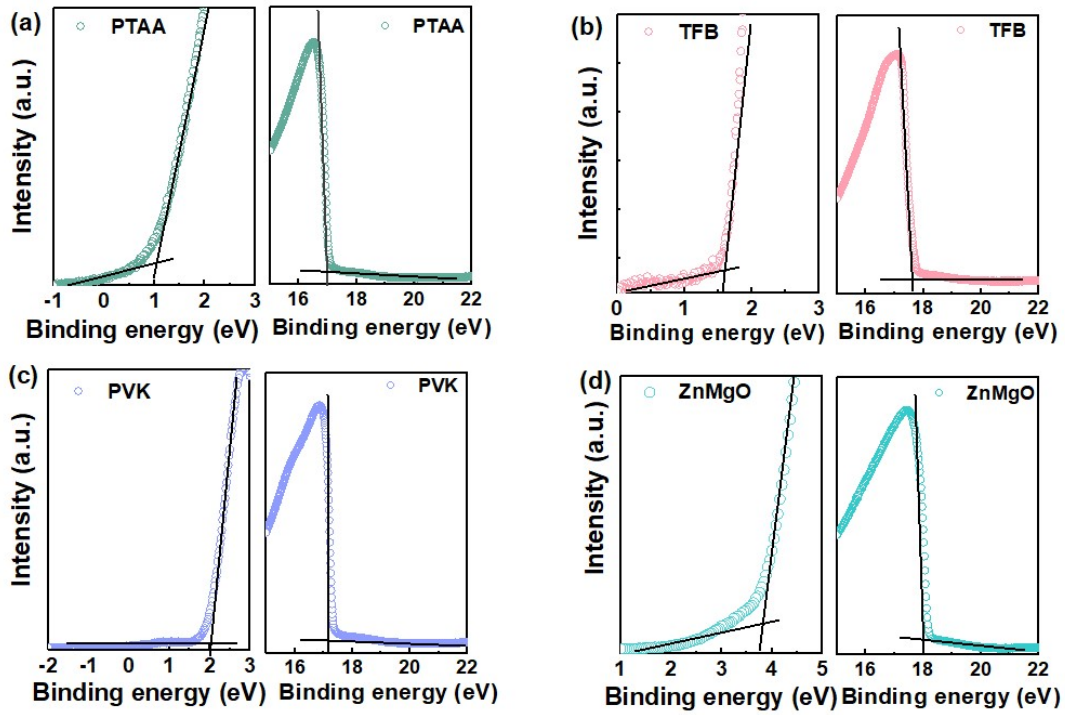 (a)
PTAA
PTAA
Intensity (a.u.)
-1 0 1 2 3
16 18 20 22
Binding energy (eV)
Binding energy (eV)
(b)
TFB
TFB
Intensity (a.u.)
0 1 2 3
16 18 20 22
Binding energy (eV)
Binding energy (eV)
(c)
PVK
PVK
Intensity (a.u.)
-2 -1 0 1 2 3
16 18 20 22
Binding energy (eV)
Binding energy (eV)
(d)
ZnMgO
ZnMgO
Intensity (a.u.)
1 2 3 4 5
16 18 20 22
Binding energy (eV)
Binding energy (eV)